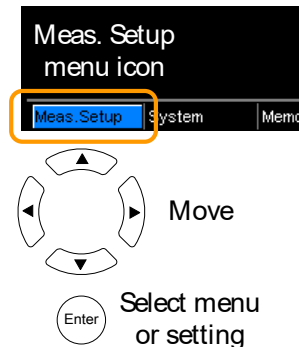 Meas. Setup
menu icon
Meas.Setup System
Move
Enter
Select menu
or setting